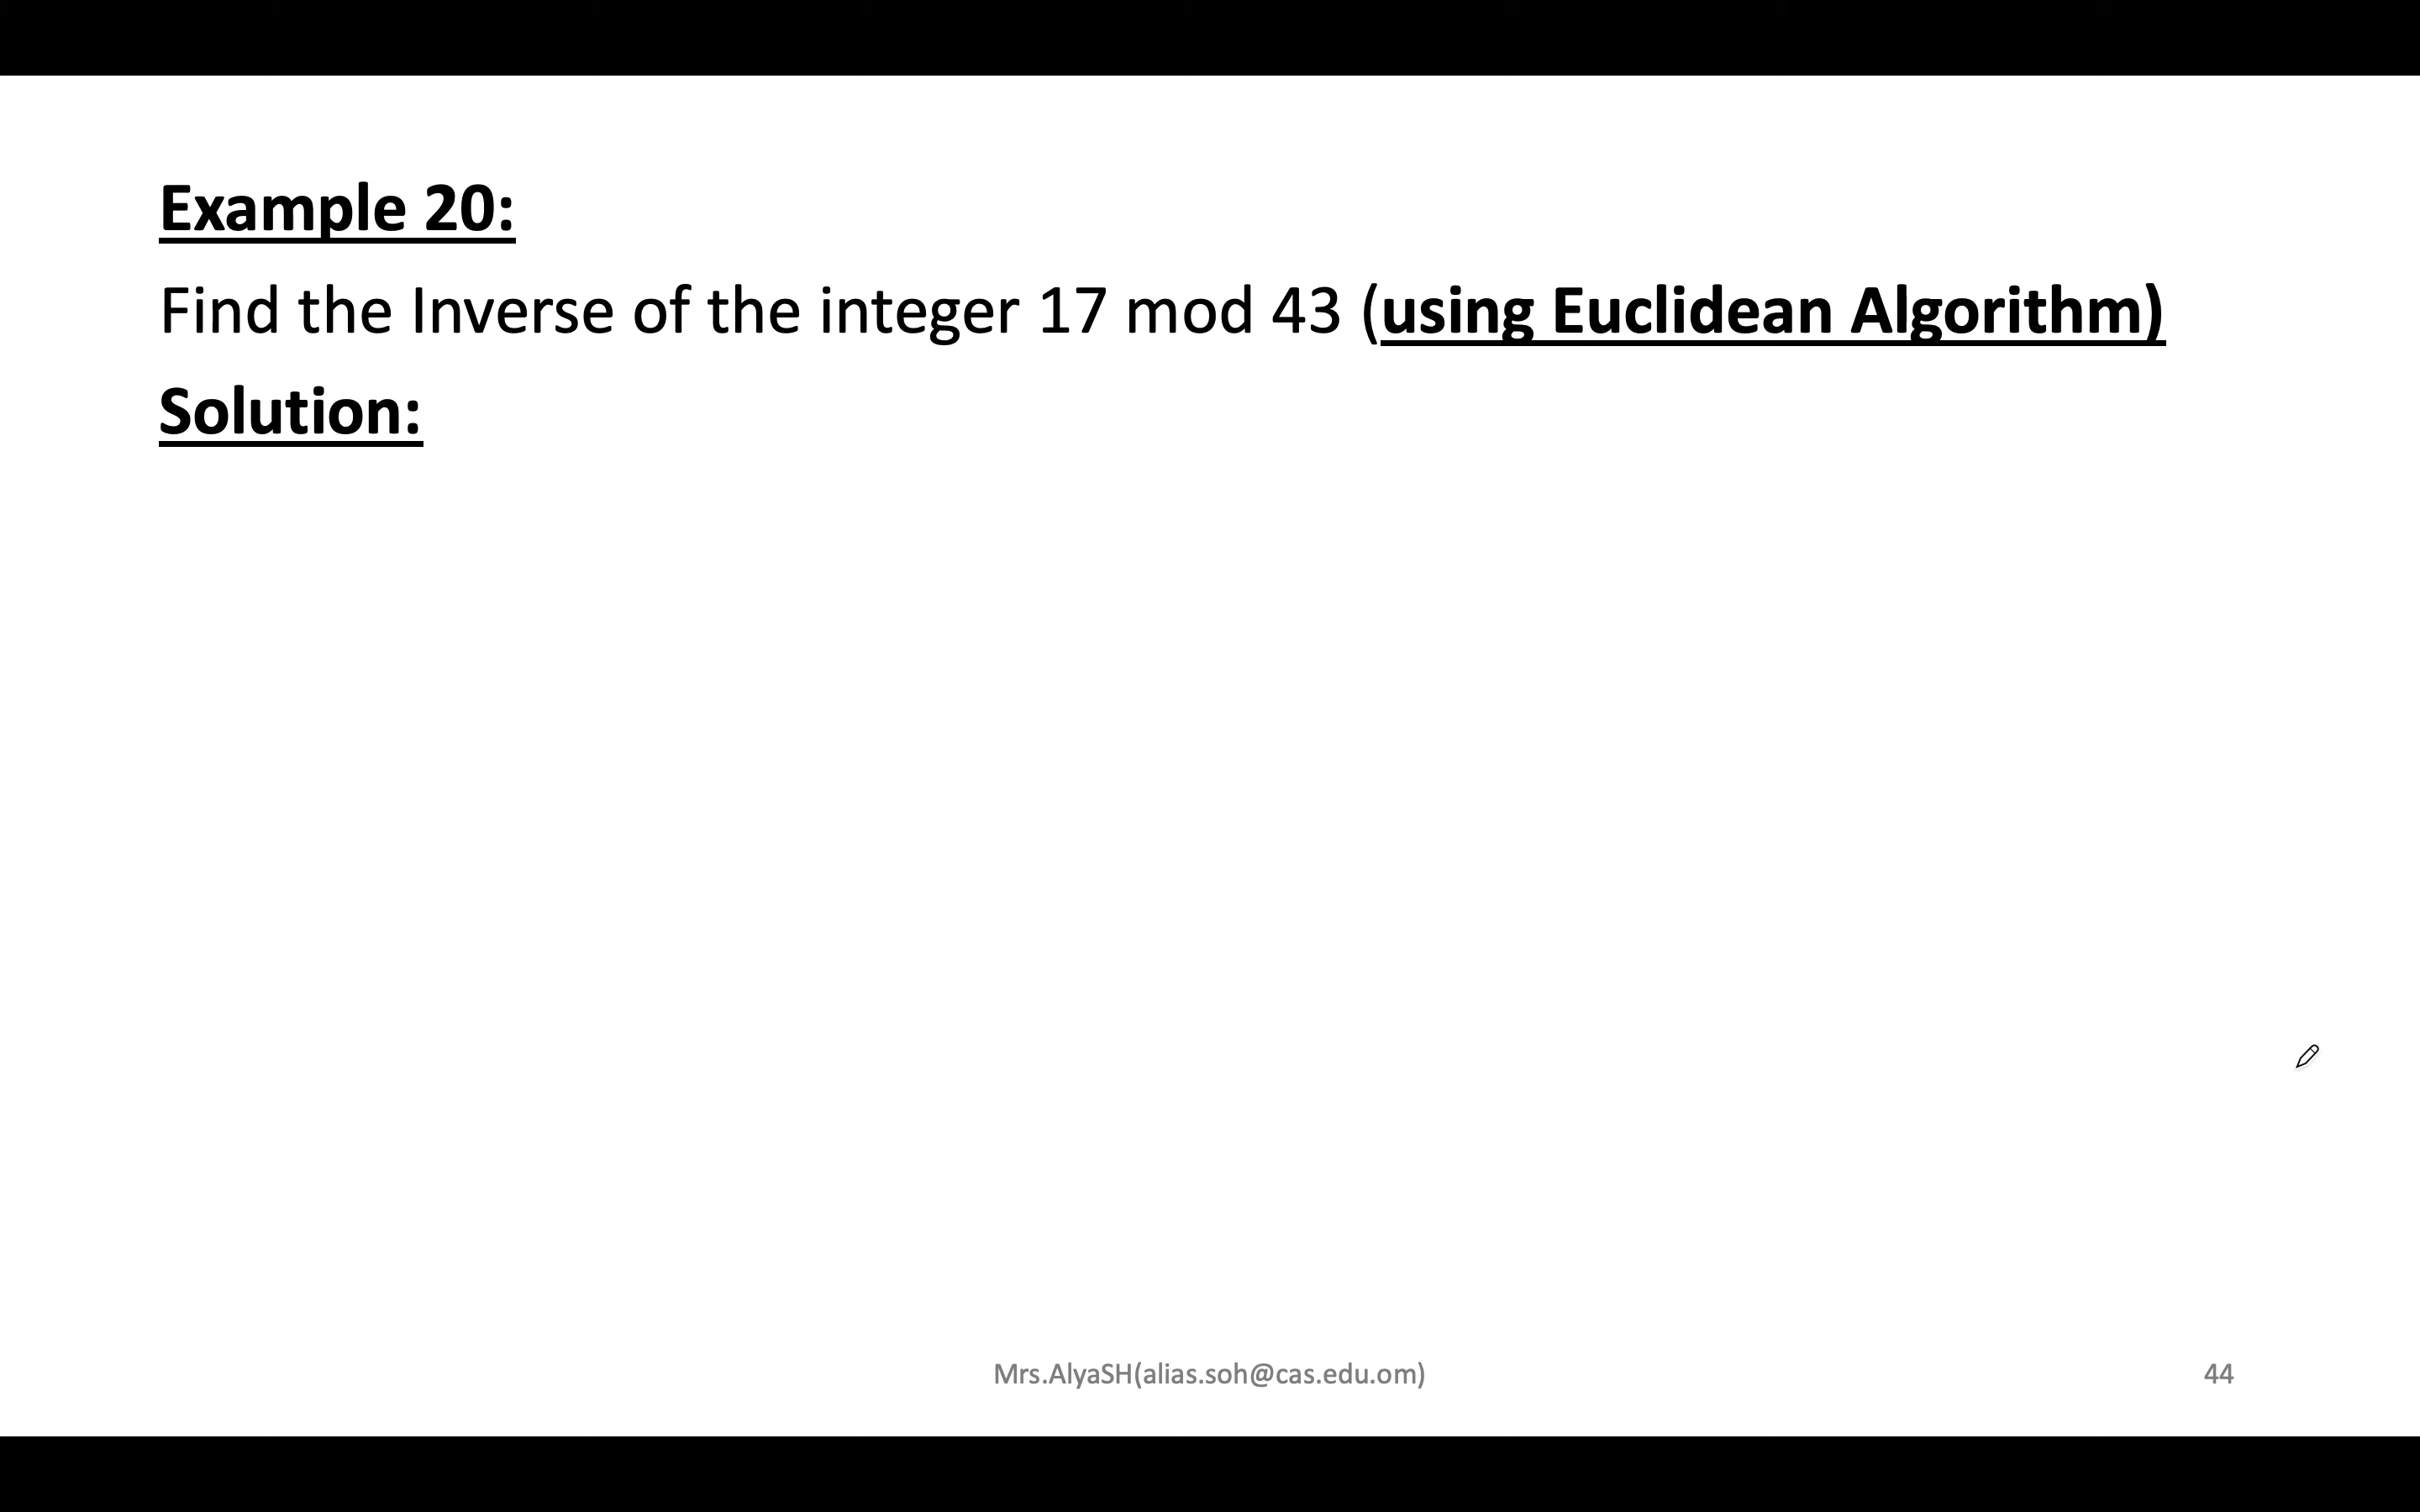 Example 20:
Find the Inverse of the integer 17 mod 43 (using Euclidean Algorithm)
Solution:
Mrs.AlyaSH(alias.soh@cas.edu.om)
44